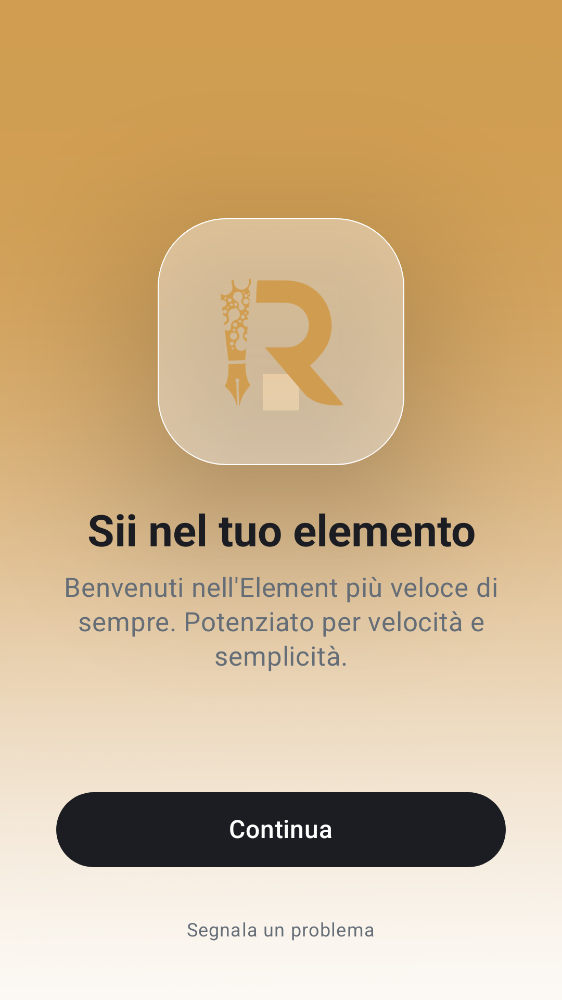 R
Sii nel tuo elemento
Benvenuti nell'Element più veloce di
sempre. Potenziato per velocità e
semplicità.
Continua
Segnala un problema